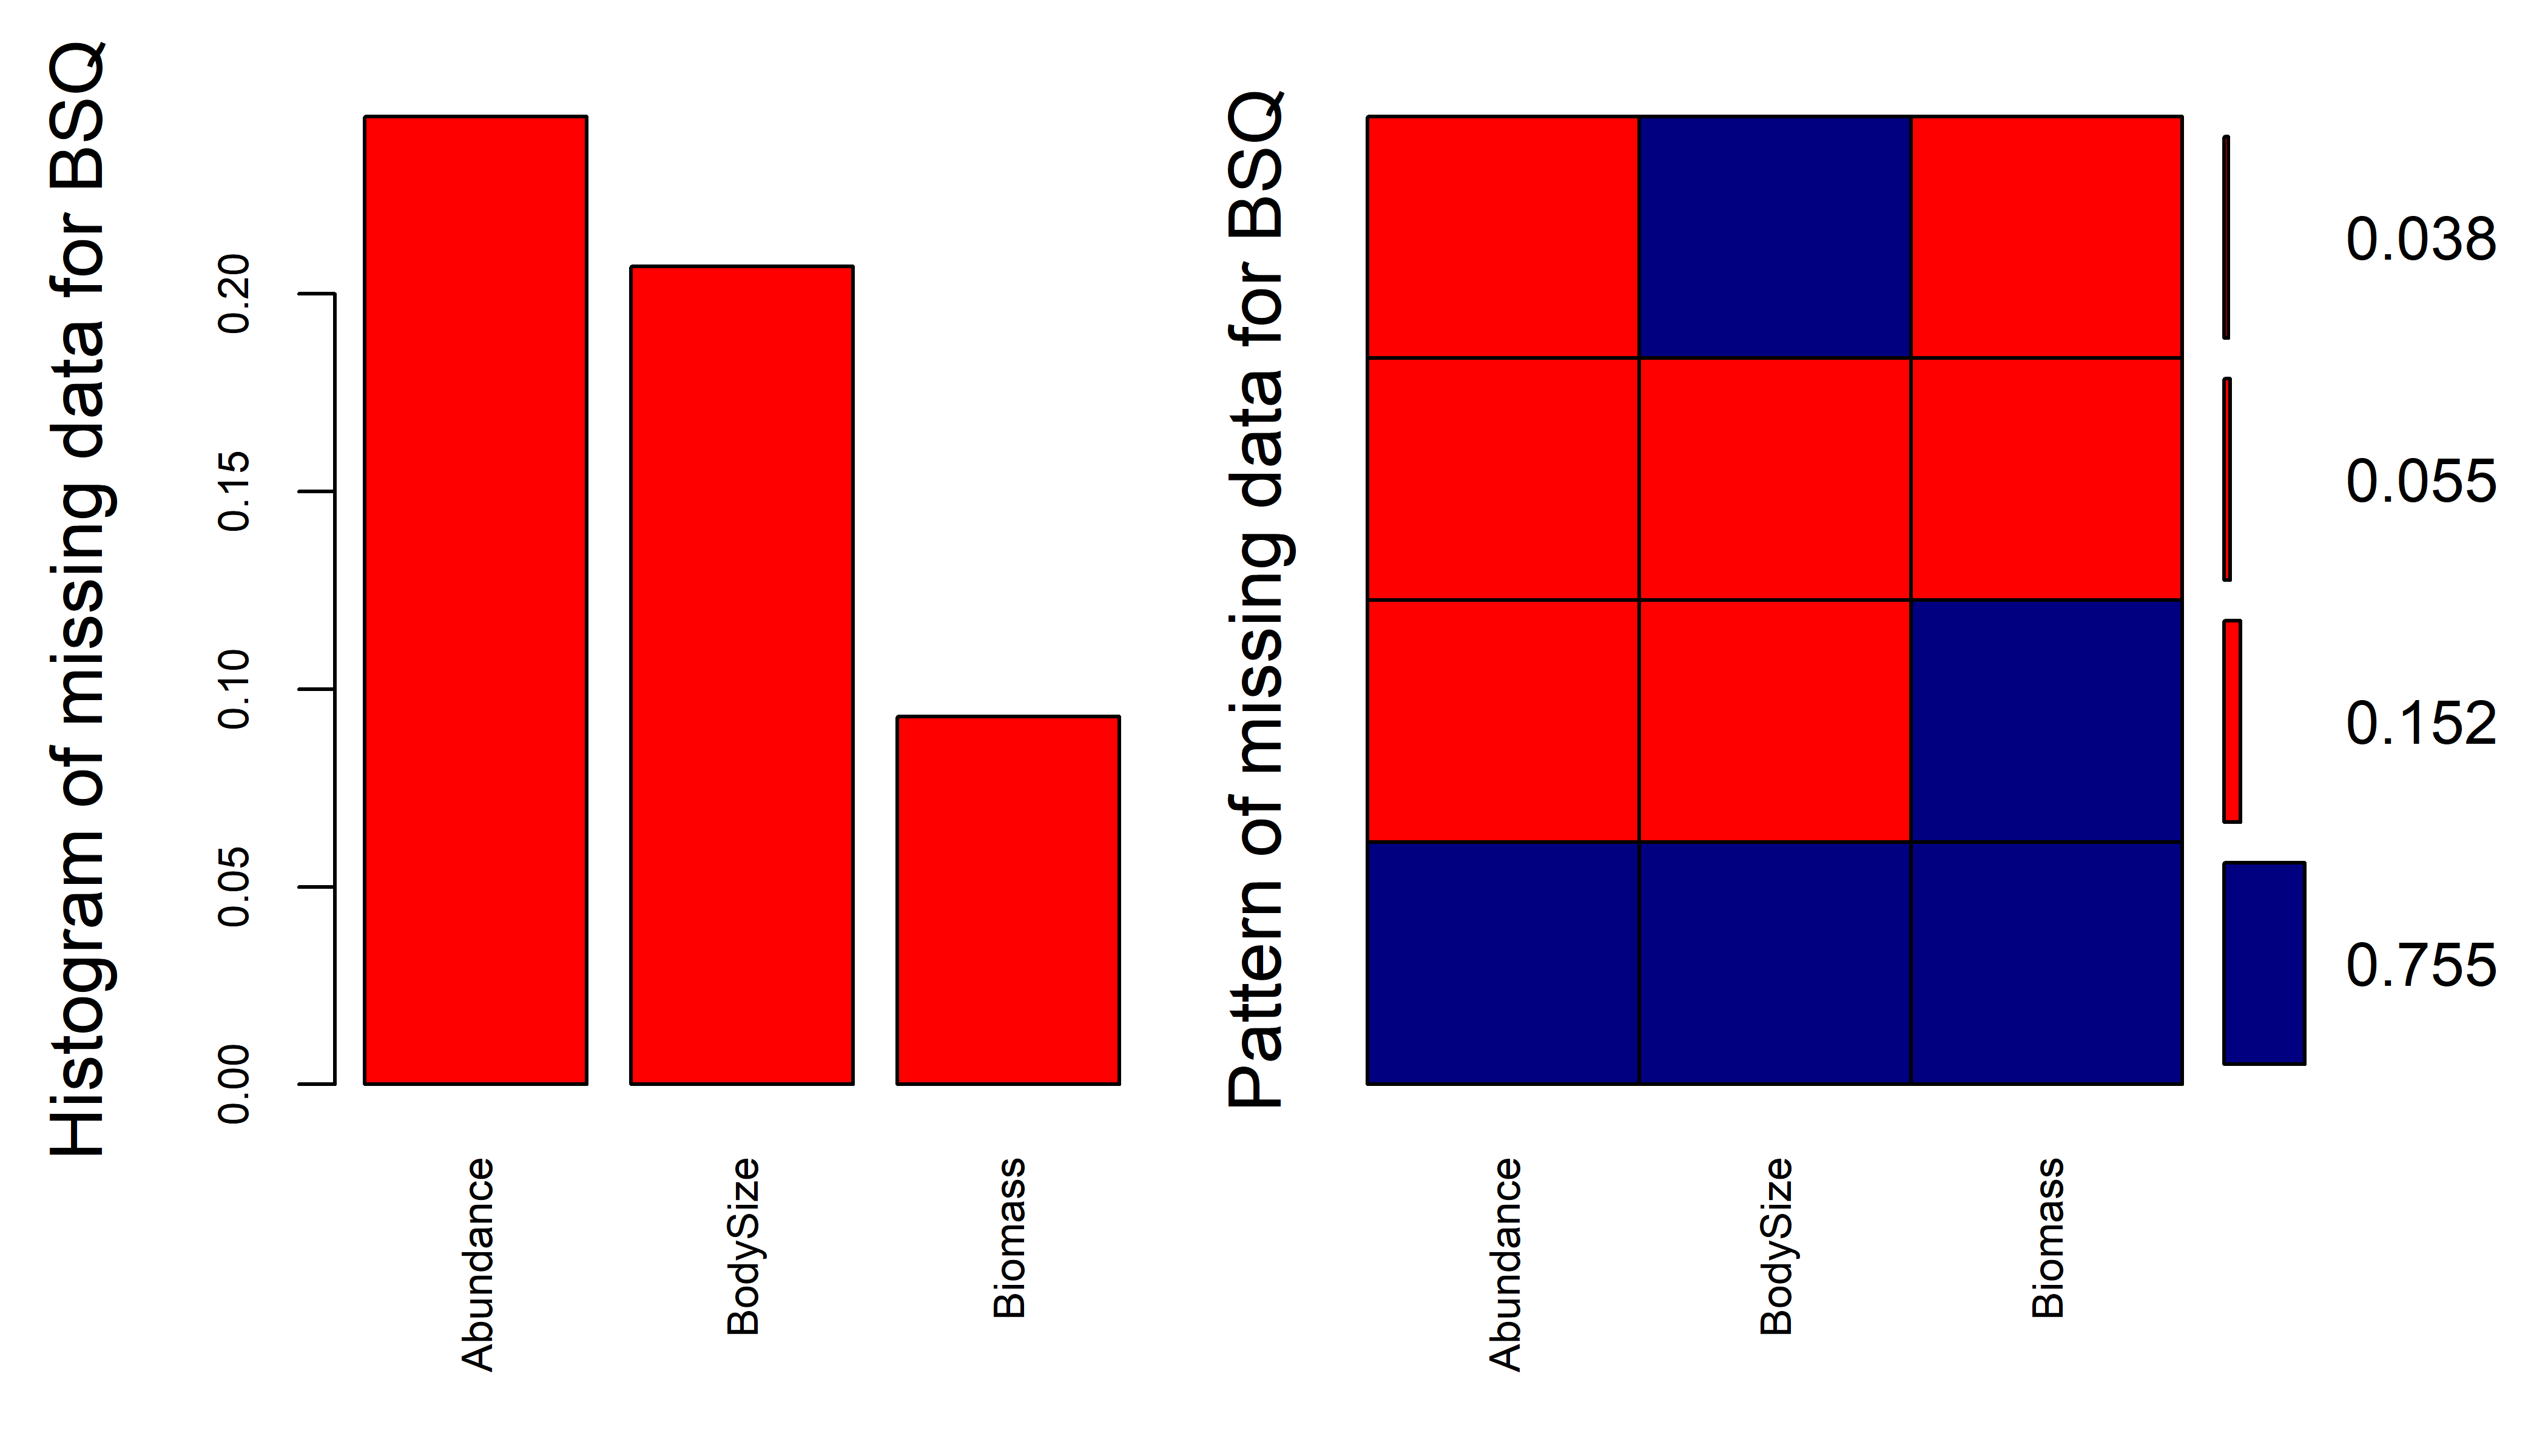 Histogram of missing data for BSQ
0.20
0.15
0.10
0.05
0.00
Abundance
BodySize
Biomass
Pattern of missing data for BSQ
Abundance
BodySize
Biomass
0.038
0.055
0.152
0.755